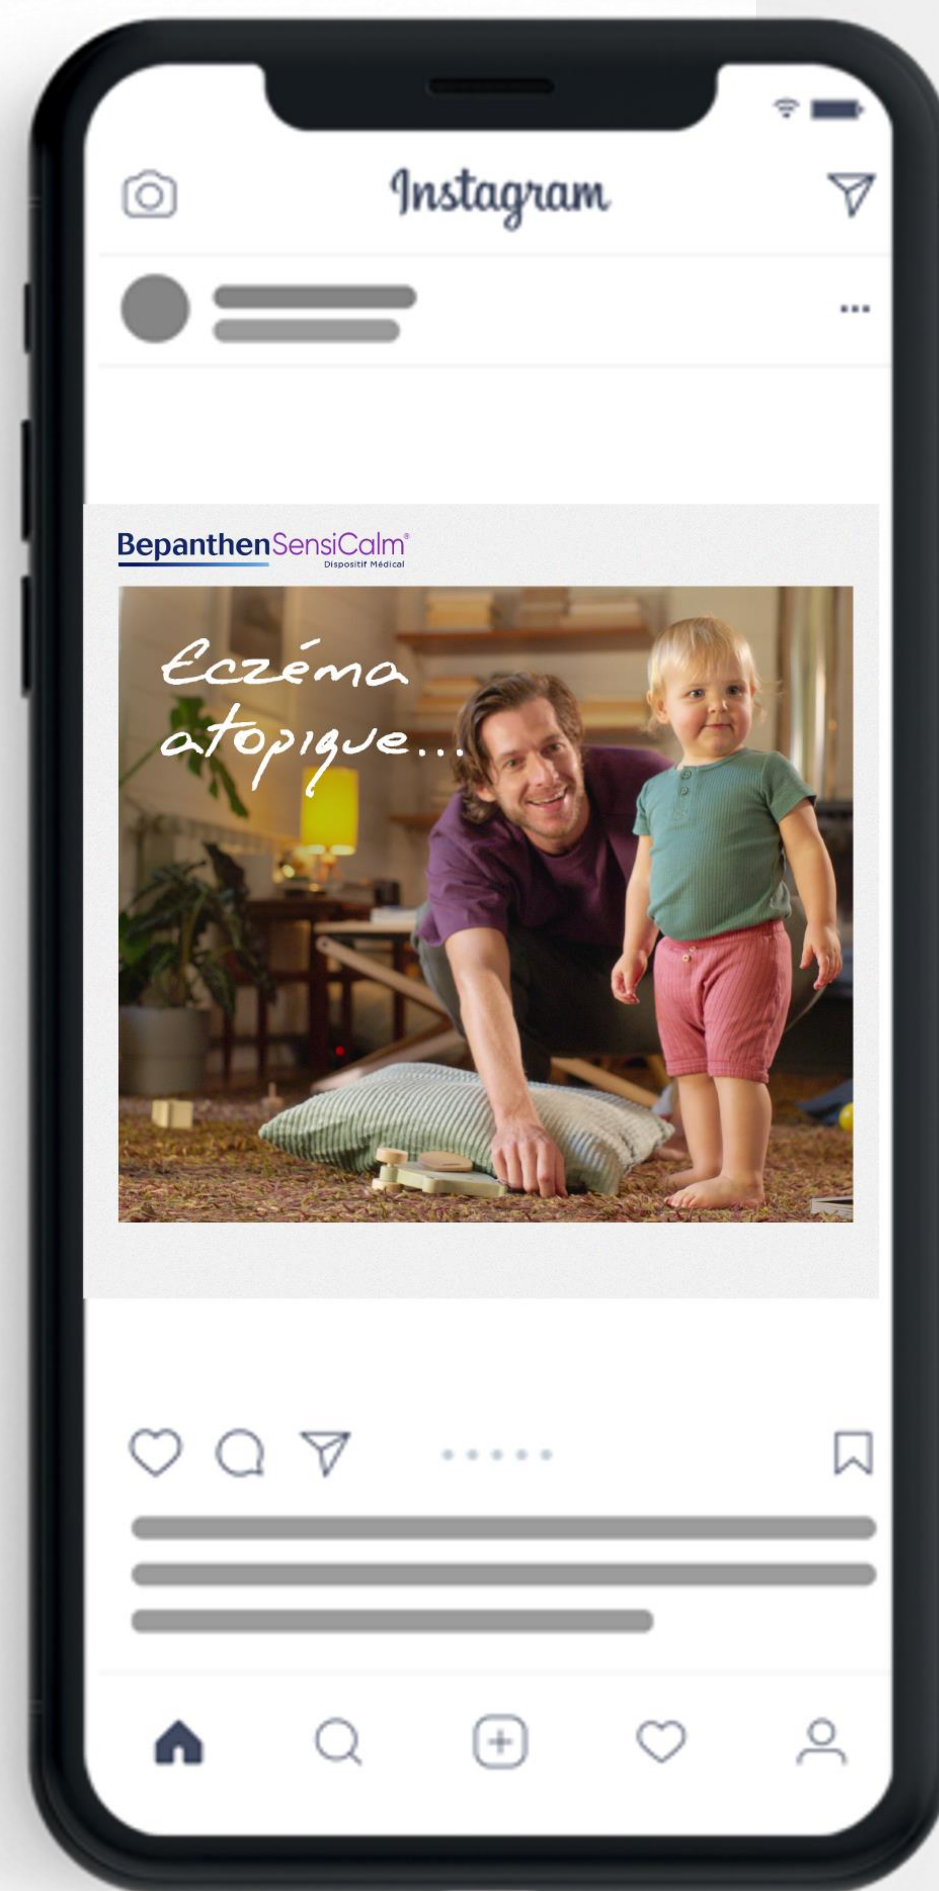 Instagram
BepanthenSensiCalm®
Dispositif Médical
Eczéma
atopique...